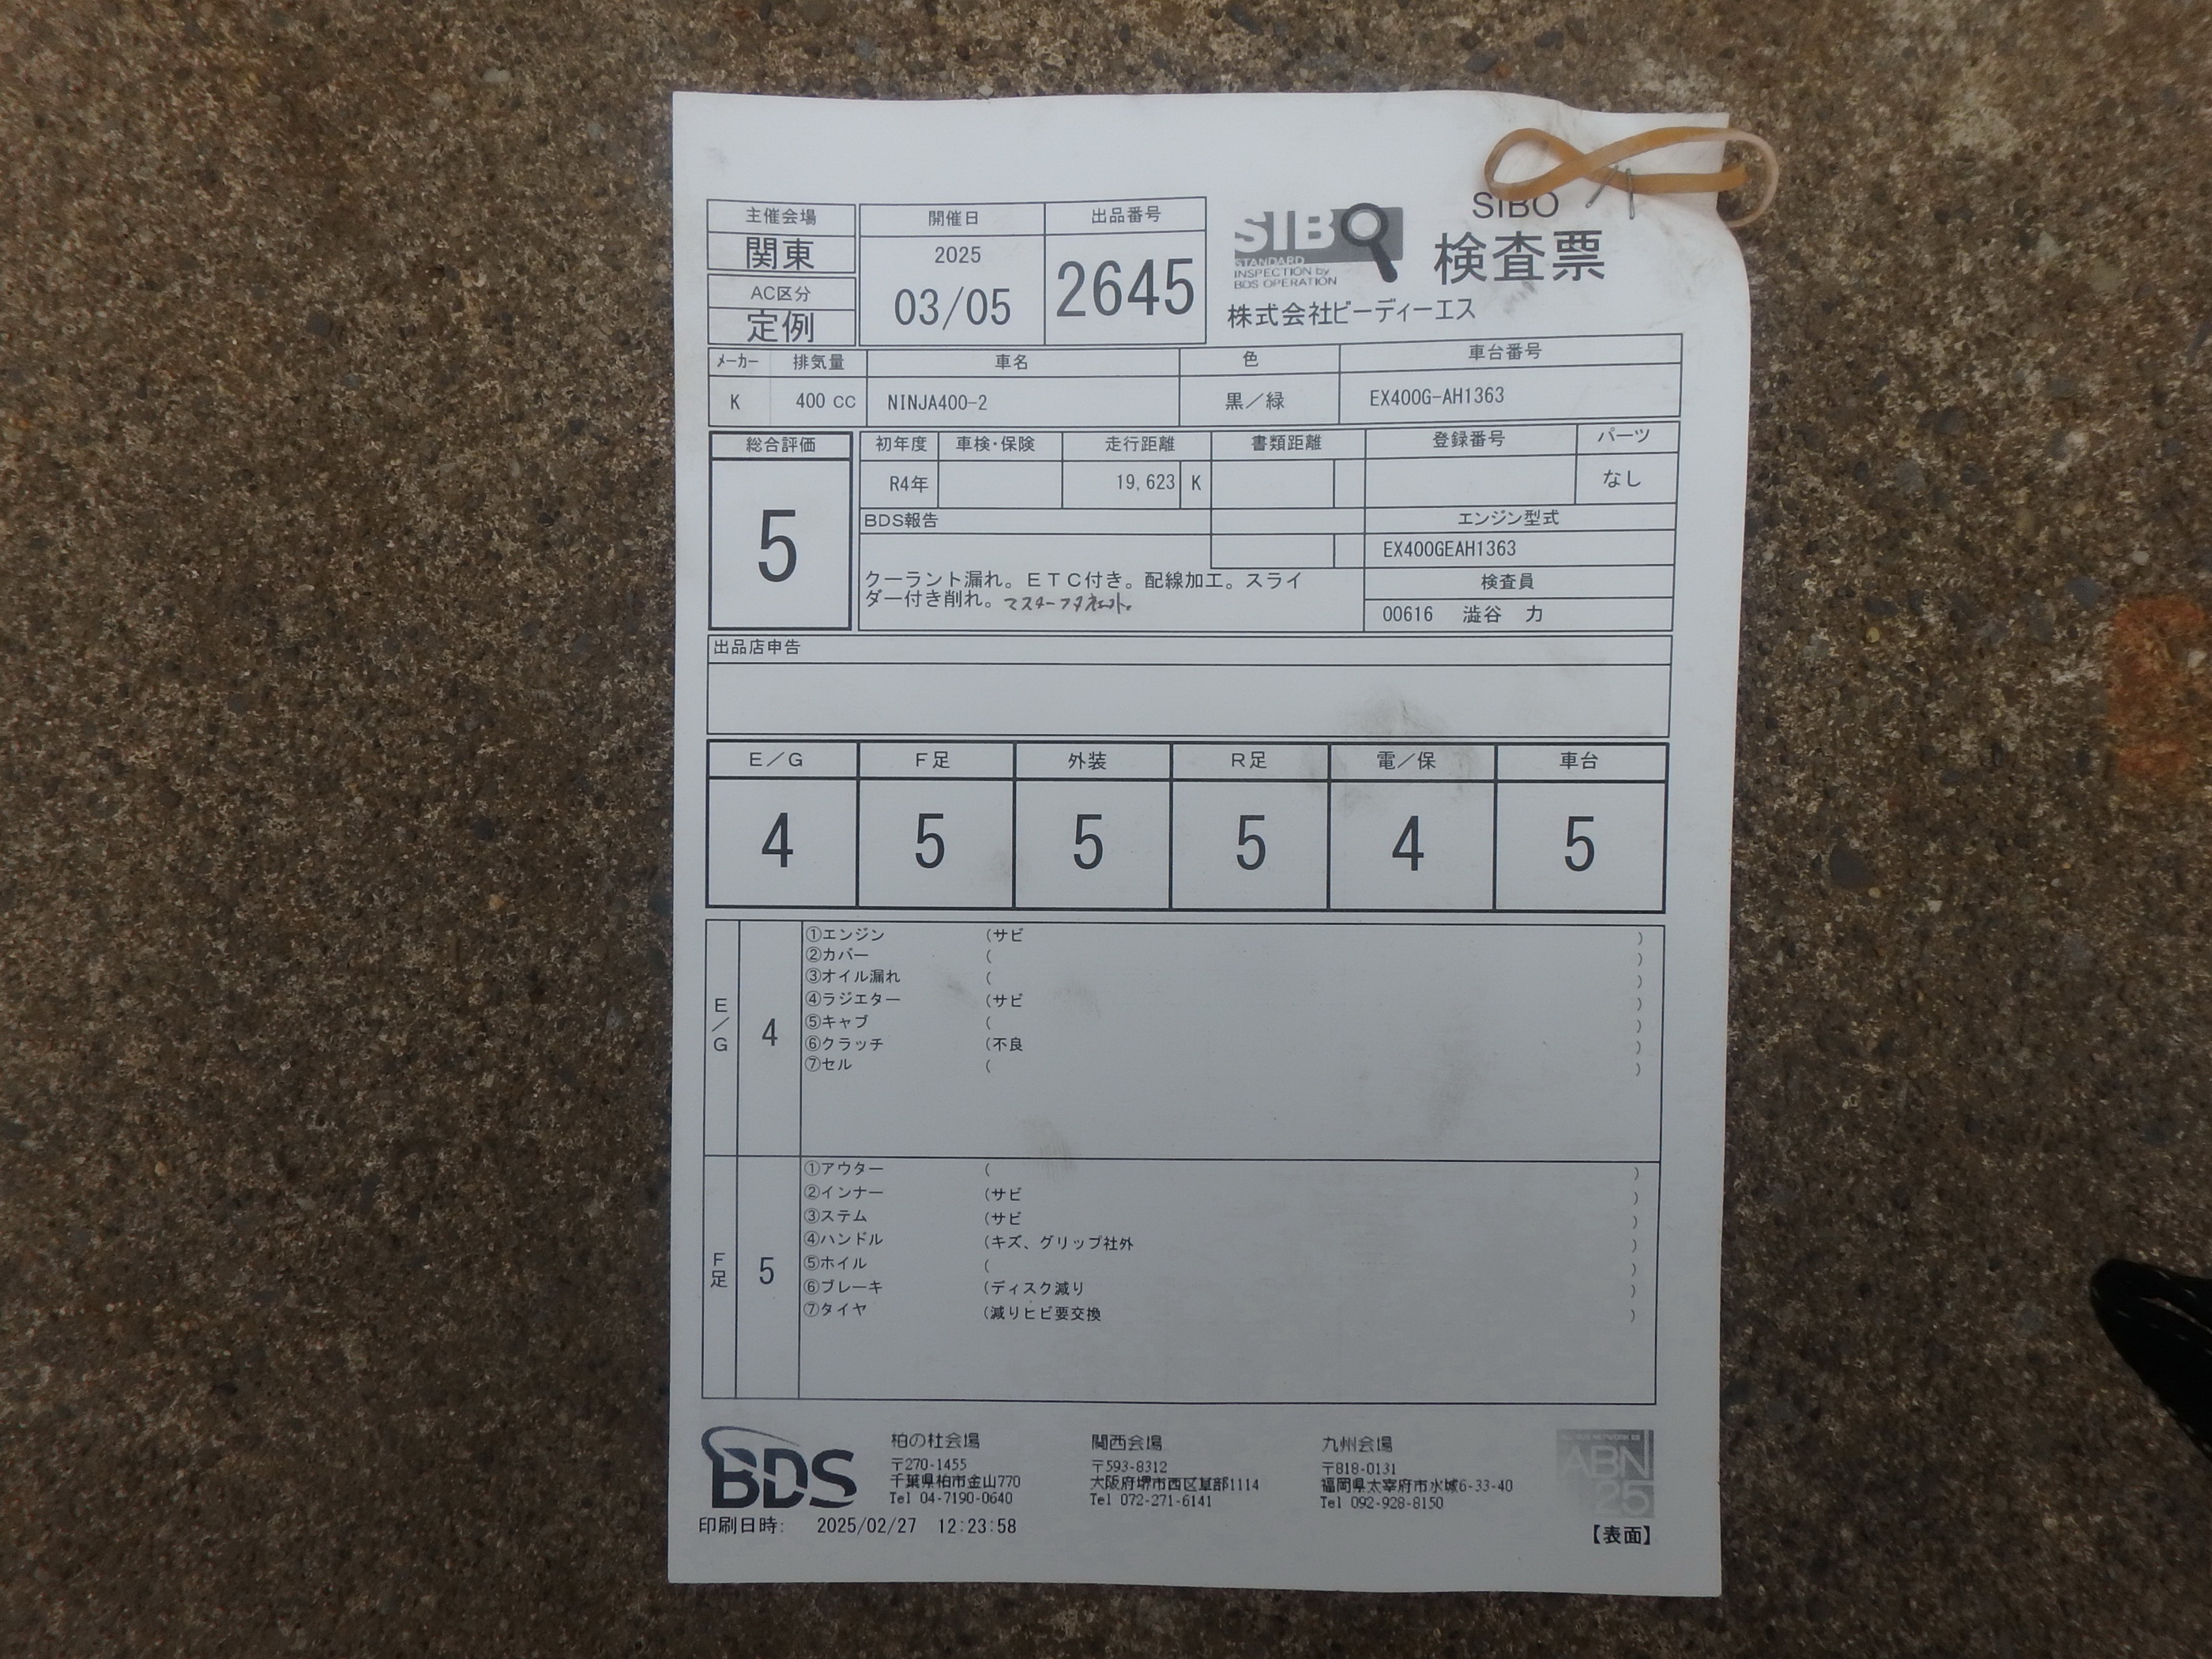 主催会場
関東
AC区分
定例
開催日
2025
03/05
出品番号
2645
SIBO
STANDARD
INSPECTION by
BDS OPERATION
SIBO
検査票
株式会社ビーディーエス
メーカー 排気量 車名 色 車台番号
K 400 CC NINJA400-2 黒／緑 EX400G-AH1363
総合評価
5
初年度 車検・保険 走行距離 書類距離 登録番号 パーツ
R4年 19,623 K なし
BDS報告
クーラント漏れ。ＥＴＣ付き。配線加工。スライ
ダー付き削れ。マスターフタ
エンジン型式
EX400GEAH1363
検査員
00616 澁谷 力
出品店申告
Ｅ／Ｇ Ｆ足 外装 Ｒ足 電／保 車台
4 5 5 5 4 5
Ｅ／Ｇ
4
①エンジン (サビ )
②カバー ( )
③オイル漏れ ( )
④ラジエター (サビ )
⑤キャブ ( )
⑥クラッチ (不良 )
⑦セル ( )
Ｆ足
5
①アウター ( )
②インナー (サビ )
③ステム (サビ )
④ハンドル (キズ、グリップ社外 )
⑤ホイル ( )
⑥ブレーキ (ディスク減り )
⑦タイヤ (減りヒビ要交換 )
BDS
柏の杜会場
〒270-1455
千葉県柏市金山770
Tel 04-7190-0640
関西会場
〒593-8312
大阪府堺市西区草部1114
Tel 072-271-6141
九州会場
〒818-0131
福岡県太宰府市水城6-33-40
Tel 092-928-8150
ABN
25
印刷日時: 2025/02/27 12:23:58
【表面】